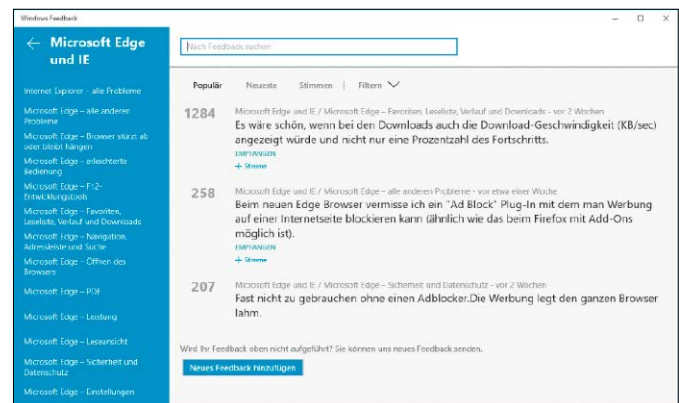 Windows Feedback
Microsoft Edge
und IE
Nach Feedback suchen
Internet Explorer – alle Probleme
Microsoft Edge – alle anderen
Probleme
Microsoft Edge – Browser stürzt ab
oder bleibt hängen
Microsoft Edge – erleichterte
Bedienung
Microsoft Edge – F12-
Entwicklungstools
Microsoft Edge – Favoriten,
Leseliste, Verlauf und Downloads
Microsoft Edge – Navigation,
Adressleiste und Suche
Microsoft Edge – Öffnen des
Browsers
Microsoft Edge – PDF
Microsoft Edge – Leistung
Microsoft Edge – Leseansicht
Microsoft Edge – Sicherheit und
Datenschutz
Microsoft Edge – Einstellungen
Populär Neueste Stimmen | Filtern
1284
Microsoft Edge und IE / Microsoft Edge – Favoriten, Leseliste, Verlauf und Downloads - vor 2 Wochen
Es wäre schön, wenn bei den Downloads auch die Download-Geschwindigkeit (KB/sec)
angezeigt würde und nicht nur eine Prozentzahl des Fortschritts.
EMPFANGEN
+ Stimme
258
Microsoft Edge und IE / Microsoft Edge – alle anderen Probleme - vor etwa einer Woche
Beim neuen Edge Browser vermisse ich ein "Ad Block" Plug-In mit dem man Werbung
auf einer Internetseite blockieren kann (ähnlich wie das beim Firefox mit Add-Ons
möglich ist).
EMPFANGEN
+ Stimme
207
Microsoft Edge und IE / Microsoft Edge – Sicherheit und Datenschutz - vor 2 Wochen
Fast nicht zu gebrauchen ohne einen Adblocker.Die Werbung legt den ganzen Browser
lahm.
Wird Ihr Feedback oben nicht aufgeführt? Sie können uns neues Feedback senden.
Neues Feedback hinzufügen